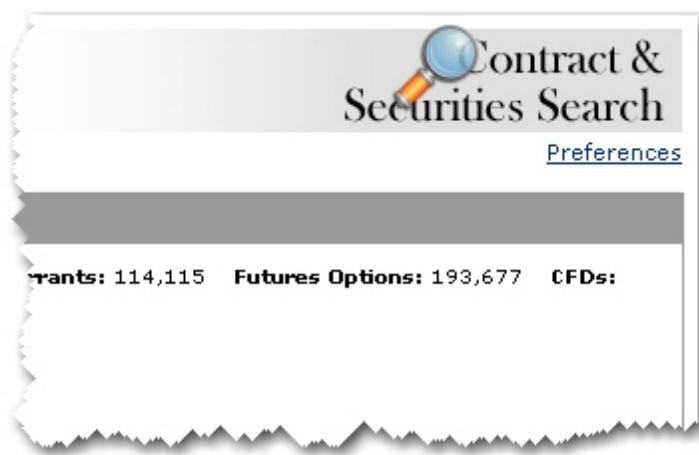 Contract &
Securities Search
Preferences
rrants: 114,115 Futures Options: 193,677 CFDs: